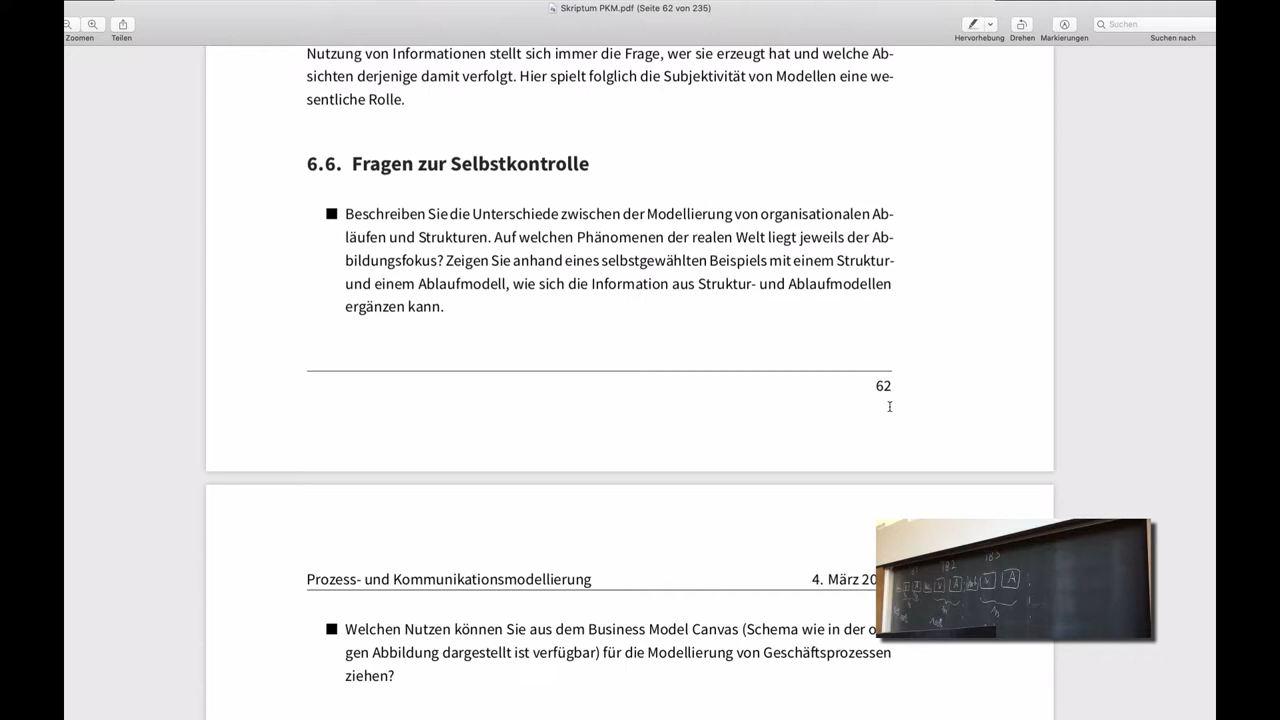 Skriptum PKM.pdf (Seite 62 von 235)
Suchen
Zoomen
Teilen
Hervorhebung
Drehen
Markierungen
Suchen nach
Nutzung von Informationen stellt sich immer die Frage, wer sie erzeugt hat und welche Ab-
sichten derjenige damit verfolgt. Hier spielt folglich die Subjektivität von Modellen eine we-
sentliche Rolle.
6.6. Fragen zur Selbstkontrolle
■ Beschreiben Sie die Unterschiede zwischen der Modellierung von organisationalen Ab-
läufen und Strukturen. Auf welchen Phänomenen der realen Welt liegt jeweils der Ab-
bildungsfokus? Zeigen Sie anhand eines selbstgewählten Beispiels mit einem Struktur-
und einem Ablaufmodell, wie sich die Information aus Struktur- und Ablaufmodellen
ergänzen kann.
62
Prozess- und Kommunikationsmodellierung
4. März 20
■ Welchen Nutzen können Sie aus dem Business Model Canvas (Schema wie in der o
gen Abbildung dargestellt ist verfügbar) für die Modellierung von Geschäftsprozessen
ziehen?